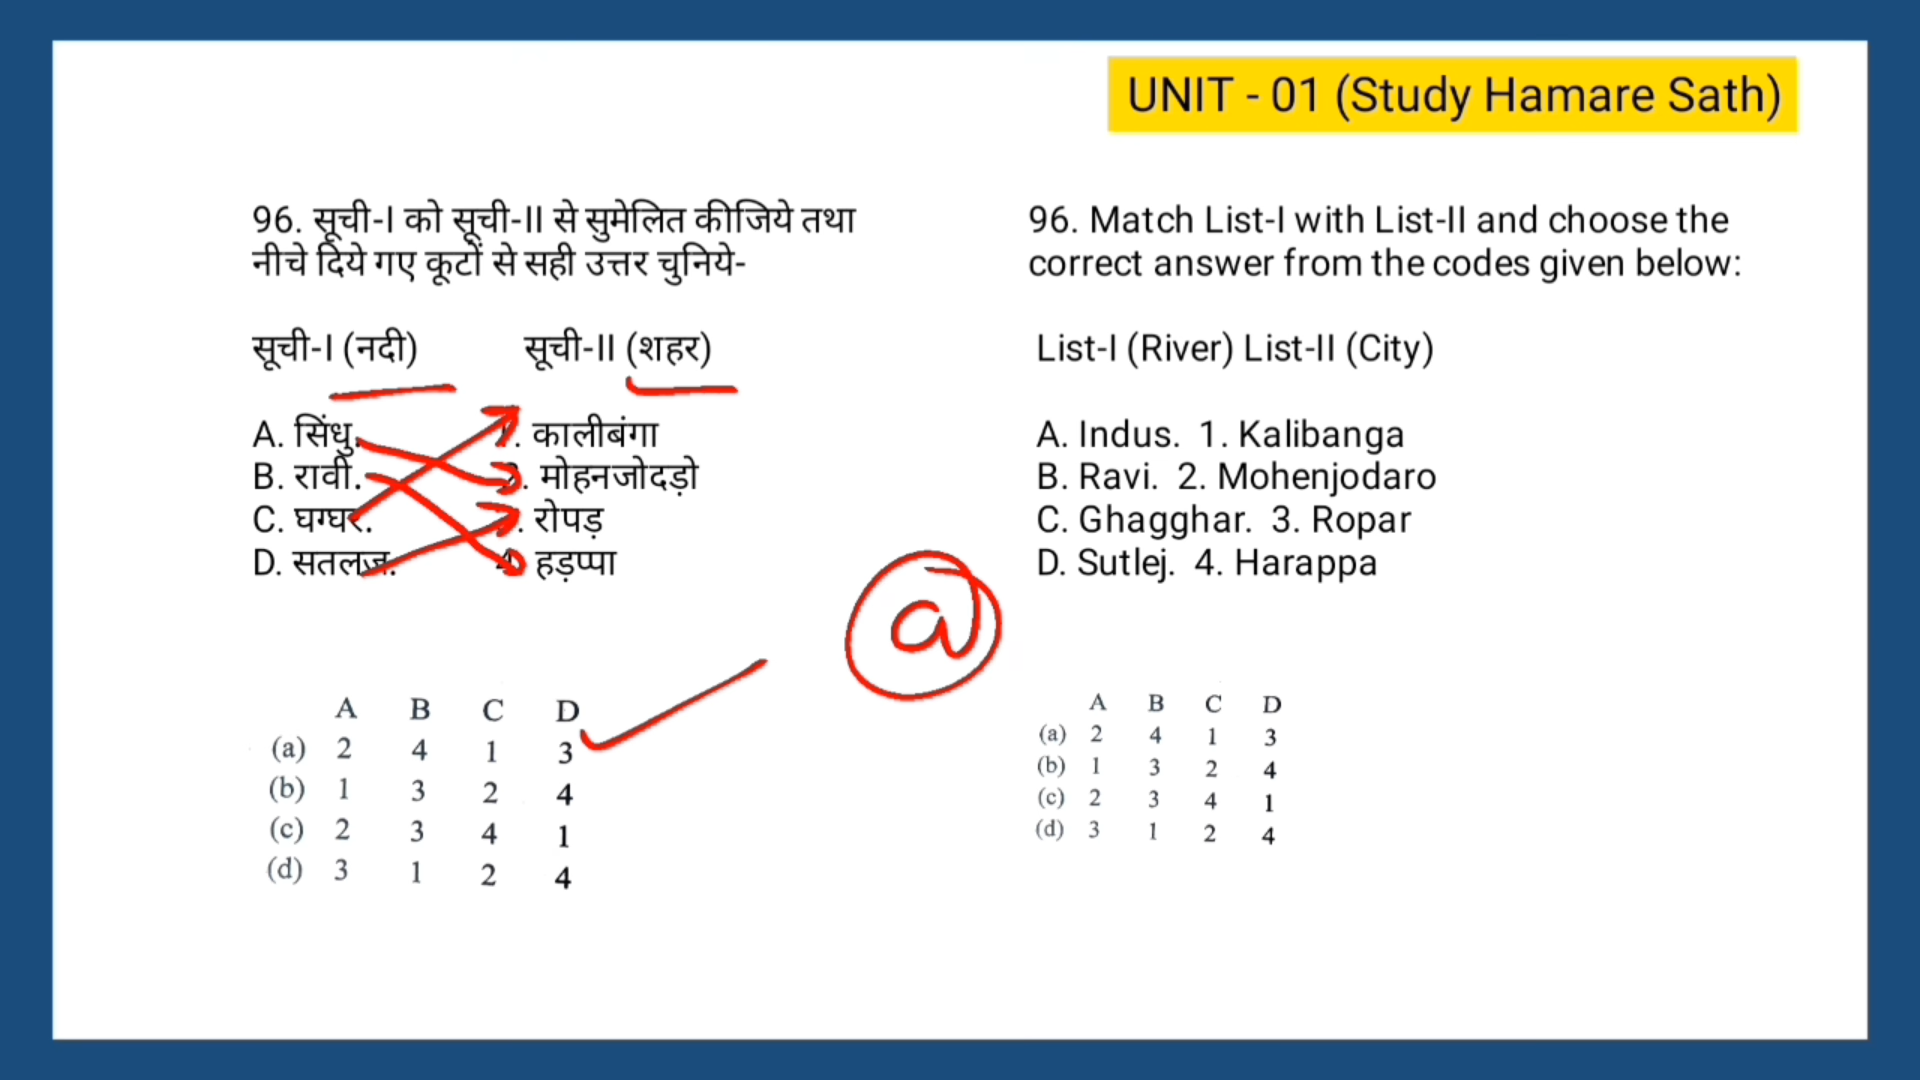 UNIT - 01 (Study Hamare Sath)
96. सूची-I को सूची-II से सुमेलित कीजिये तथा
नीचे दिये गए कूटों से सही उत्तर चुनिये-
सूची-I (नदी) सूची-II (शहर)
A. सिंधु. 1. कालीबंगा
B. रावी. 2. मोहनजोदड़ो
C. घग्घर. 3. रोपड़
D. सतलज. 4. हड़प्पा
A B C D
(a) 2 4 1 3
(b) 1 3 2 4
(c) 2 3 4 1
(d) 3 1 2 4
a
96. Match List-I with List-II and choose the
correct answer from the codes given below:
List-I (River) List-II (City)
A. Indus. 1. Kalibanga
B. Ravi. 2. Mohenjodaro
C. Ghagghar. 3. Ropar
D. Sutlej. 4. Harappa
A B C D
(a) 2 4 1 3
(b) 1 3 2 4
(c) 2 3 4 1
(d) 3 1 2 4